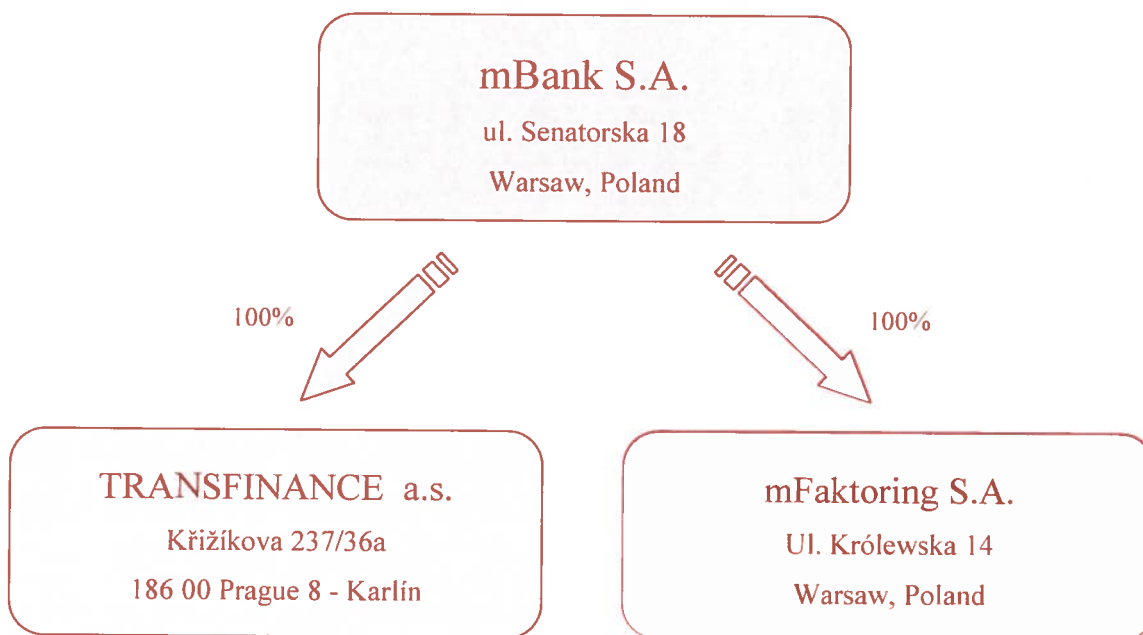 mBank S.A.
ul. Senatorska 18
Warsaw, Poland
100%
100%
TRANSFINANCE a.s.
Křižíkova 237/36a
186 00 Prague 8 - Karlín
mFaktoring S.A.
Ul. Królewska 14
Warsaw, Poland